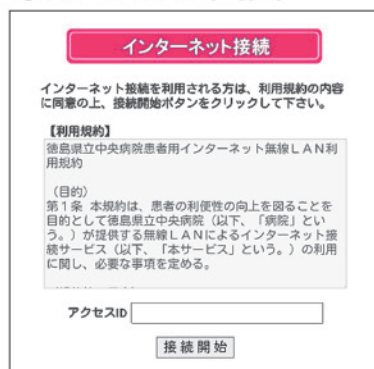 インターネット接続
インターネット接続を利用される方は、利用規約の内容
に同意の上、接続開始ボタンをクリックして下さい。
【利用規約】
徳島県立中央病院患者用インターネット無線LAN利
用規約
（目的）
第1条 本規約は、患者の利便性の向上を図ることを
目的として徳島県立中央病院（以下、「病院」とい
う。）が提供する無線LANによるインターネット接
続サービス（以下、「本サービス」という。）の利用
に関し、必要な事項を定める。
アクセスID
接続開始